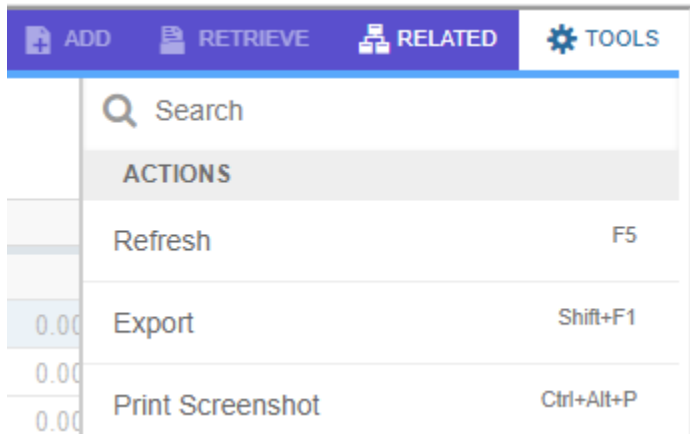 ADD RETRIEVE RELATED TOOLS
Search
ACTIONS
Refresh F5
Export Shift+F1
0.00
0.00
Print Screenshot Ctrl+Alt+P
0.00